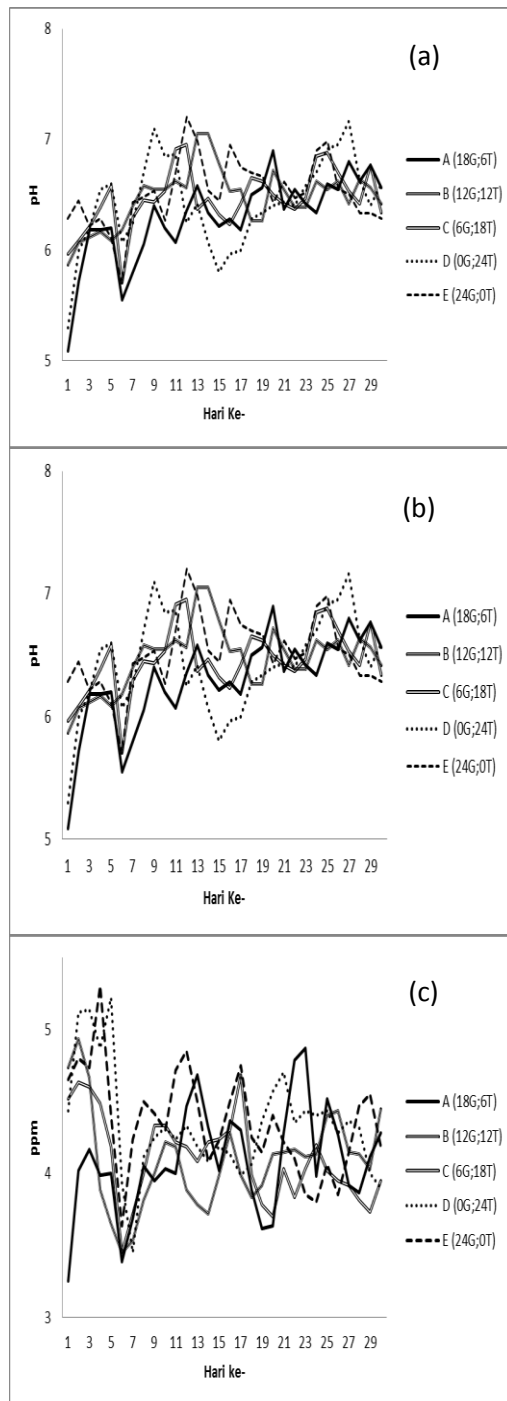 (a)
8
7
6
5
pH
1 3 5 7 9 11 13 15 17 19 21 23 25 27 29
Hari Ke-
A (18G;6T)
B (12G;12T)
C (6G;18T)
D (0G;24T)
E (24G;0T)
(b)
8
7
6
5
pH
1 3 5 7 9 11 13 15 17 19 21 23 25 27 29
Hari Ke-
A (18G;6T)
B (12G;12T)
C (6G;18T)
D (0G;24T)
E (24G;0T)
(c)
5
4
3
ppm
1 3 5 7 9 11 13 15 17 19 21 23 25 27 29
Hari ke-
A (18G;6T)
B (12G;12T)
C (6G;18T)
D (0G;24T)
E (24G;0T)